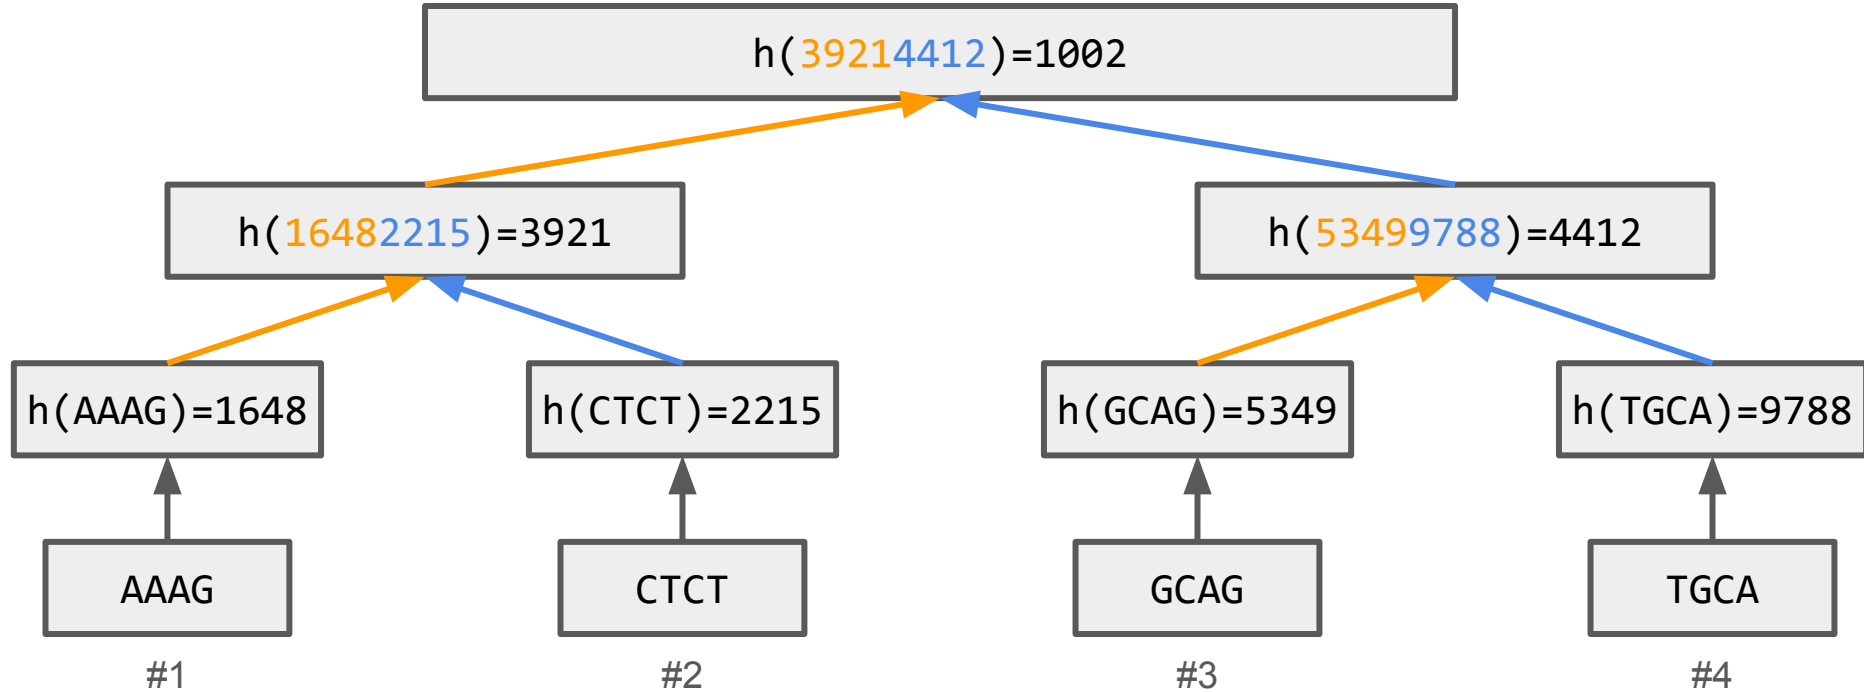 h(39214412)=1002
h(16482215)=3921
h(53499788)=4412
h(AAAG)=1648
h(CTCT)=2215
h(GCAG)=5349
h(TGCA)=9788
AAAG
CTCT
GCAG
TGCA
#1
#2
#3
#4